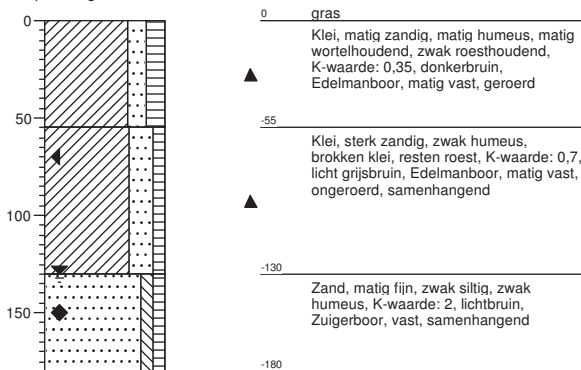 0
50
100
150
0 gras
Klei, matig zandig, matig humeus, matig
wortelhoudend, zwak roesthoudend,
K-waarde: 0,35, donkerbruin,
Edelmanboor, matig vast, geroerd
-55
Klei, sterk zandig, zwak humeus,
brokken klei, resten roest, K-waarde: 0,7,
licht grijsbruin, Edelmanboor, matig vast,
ongeroerd, samenhangend
-130
Zand, matig fijn, zwak siltig, zwak
humeus, K-waarde: 2, lichtbruin,
Zuigerboor, vast, samenhangend
-180